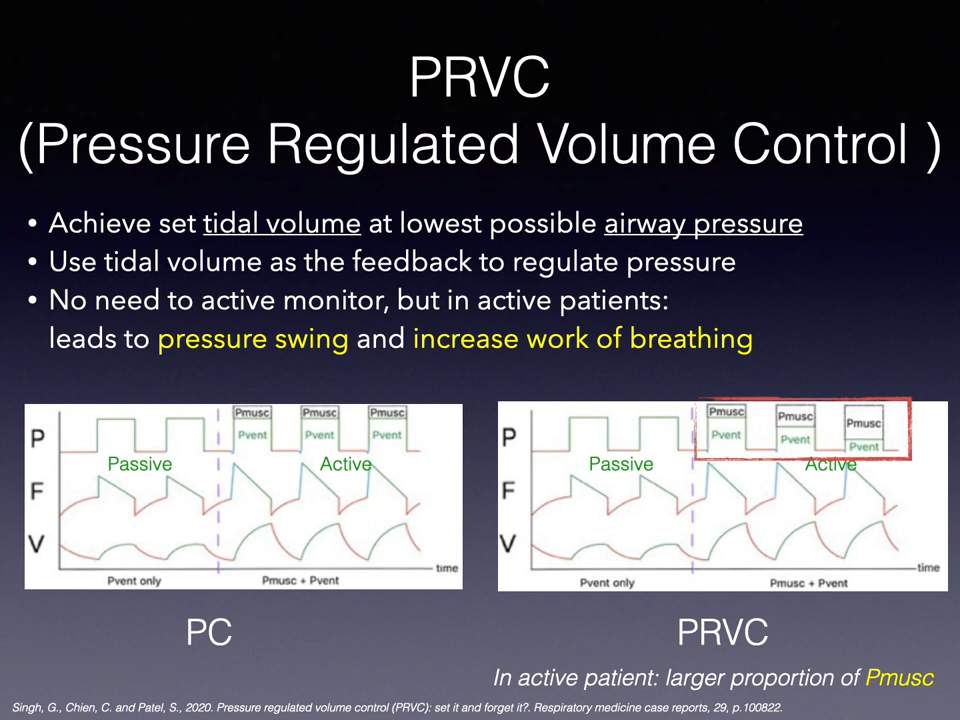 PRVC
(Pressure Regulated Volume Control )
• Achieve set tidal volume at lowest possible airway pressure
• Use tidal volume as the feedback to regulate pressure
• No need to active monitor, but in active patients:
leads to pressure swing and increase work of breathing
Pmusc Pmusc Pmusc
P Pvent Pvent Pvent
Passive Active
F
V
time
Pvent only Pmusc + Pvent
PC
Pmusc Pmusc Pmusc
P Pvent Pvent Pvent
Passive Active
F
V
time
Pvent only Pmusc + Pvent
PRVC
In active patient: larger proportion of Pmusc
Singh, G., Chien, C. and Patel, S., 2020. Pressure regulated volume control (PRVC): set it and forget it?. Respiratory medicine case reports, 29, p.100822.